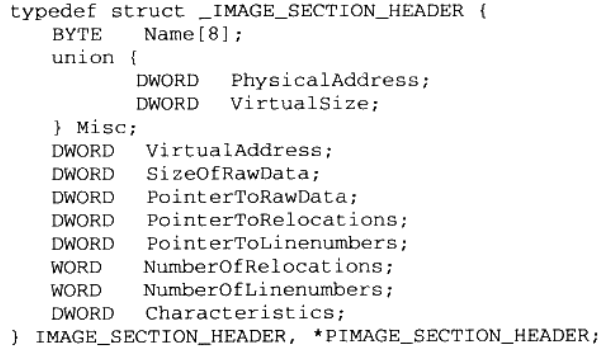 typedef struct _IMAGE_SECTION_HEADER {
BYTE Name[8];
union {
DWORD PhysicalAddress;
DWORD VirtualSize;
} Misc;
DWORD VirtualAddress;
DWORD SizeOfRawData;
DWORD PointerToRawData;
DWORD PointerToRelocations;
DWORD PointerToLinenumbers;
WORD NumberOfRelocations;
WORD NumberOfLinenumbers;
DWORD Characteristics;
} IMAGE_SECTION_HEADER, *PIMAGE_SECTION_HEADER;